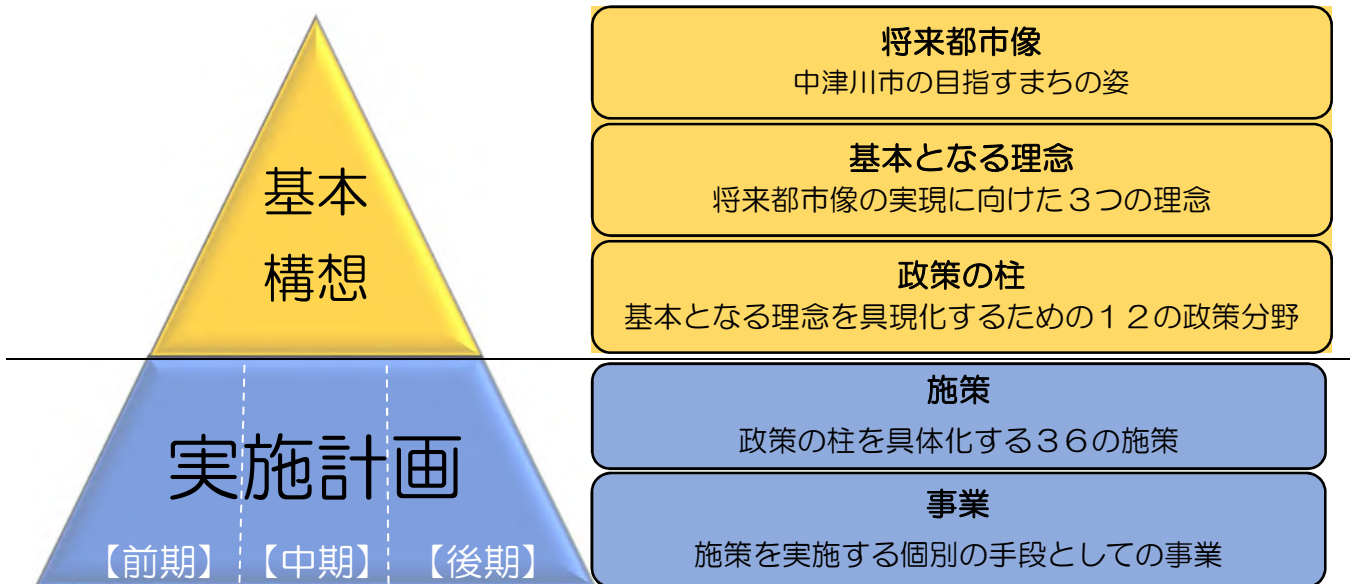 基本
構想
実施計画
【前期】
【中期】
【後期】
将来都市像
中津川市の目指すまちの姿
基本となる理念
将来都市像の実現に向けた３つの理念
政策の柱
基本となる理念を具現化するための１２の政策分野
施策
政策の柱を具体化する３６の施策
事業
施策を実施する個別の手段としての事業